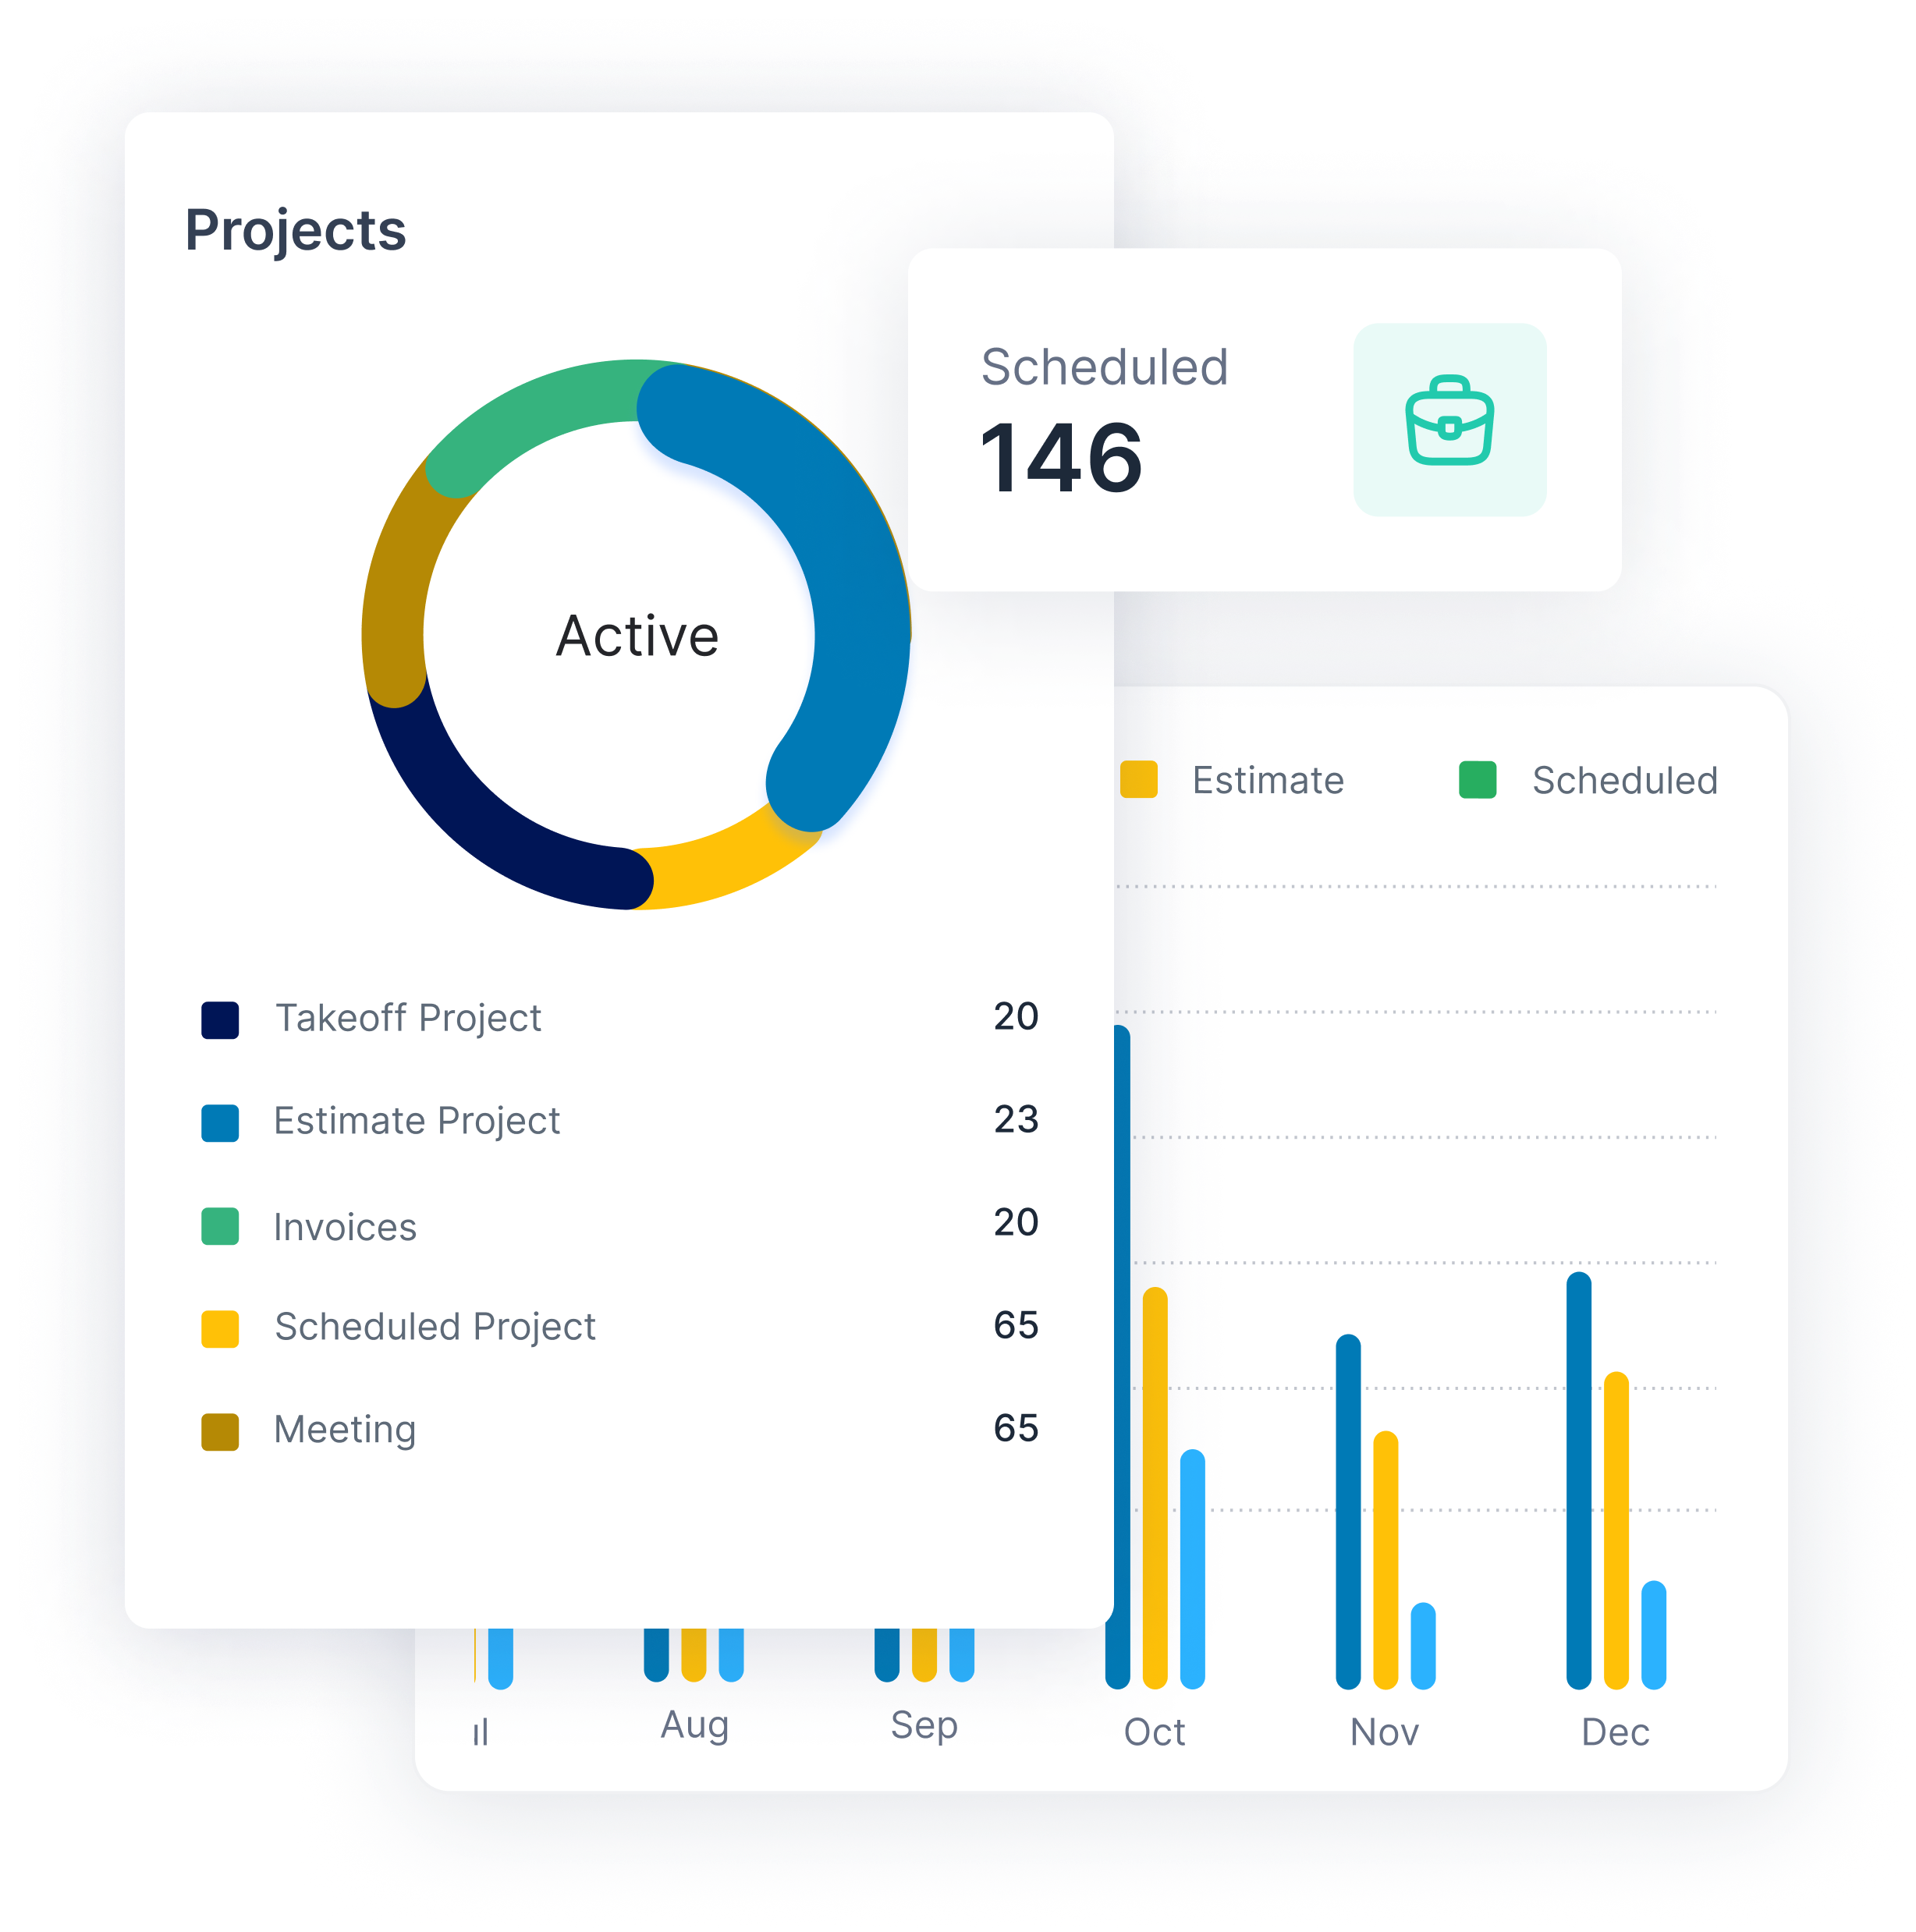 Projects
Scheduled
146
Active
Estimate Scheduled
Takeoff Project 20
Estimate Project 23
Invoices 20
Scheduled Project 65
Meeting 65
Aug Sep Oct Nov Dec